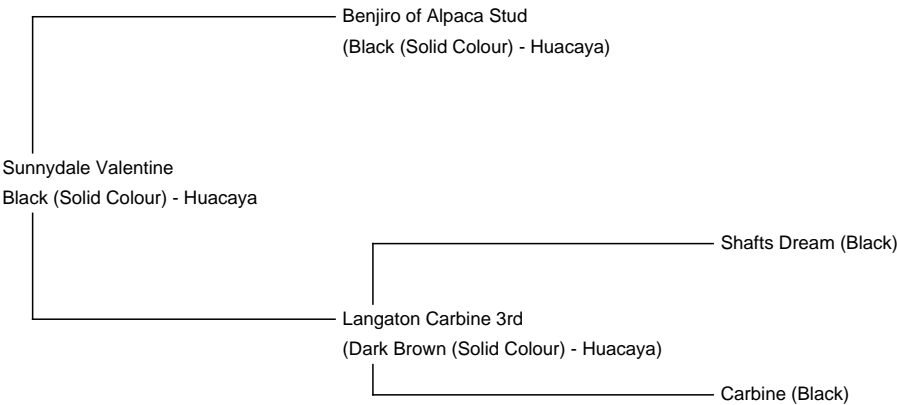 Benjiro of Alpaca Stud
(Black (Solid Colour) - Huacaya)
Sunnydale Valentine
Black (Solid Colour) - Huacaya
Shafts Dream (Black)
Langaton Carbine 3rd
(Dark Brown (Solid Colour) - Huacaya)
Carbine (Black)